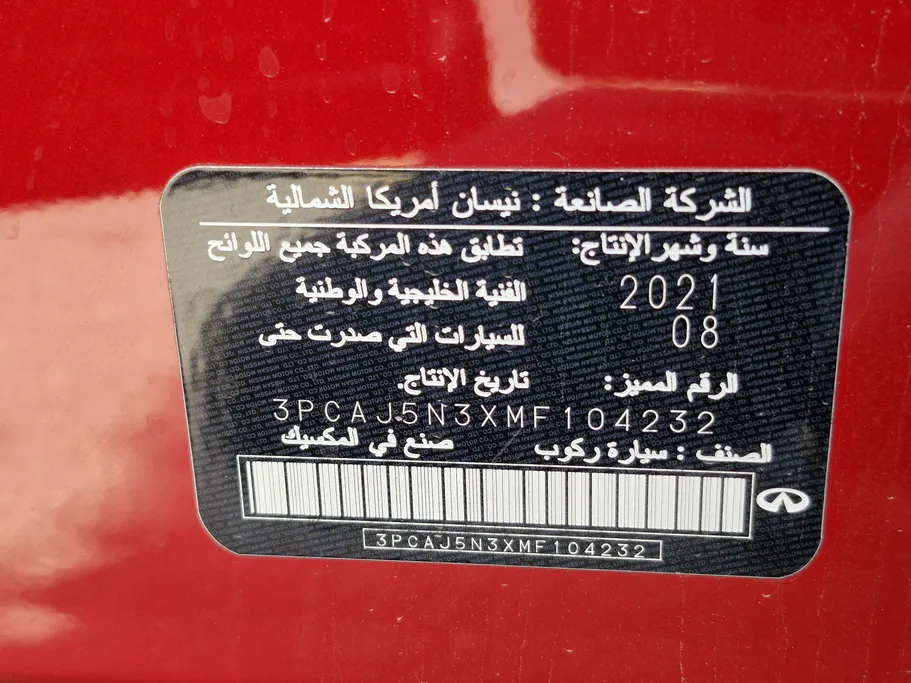 الشركة الصانعة : نيسان أمريكا الشمالية
سنة وشهر الإنتاج:
2021
08
تطابق هذه المركبة جميع اللوائح
الفنية الخليجية والوطنية
للسيارات التي صدرت حتى
تاريخ الإنتاج.
الرقم المميز:
3PCAJ5N3XMF104232
الصنف : سيارة ركوب
صنع في المكسيك
3PCAJ5N3XMF104232